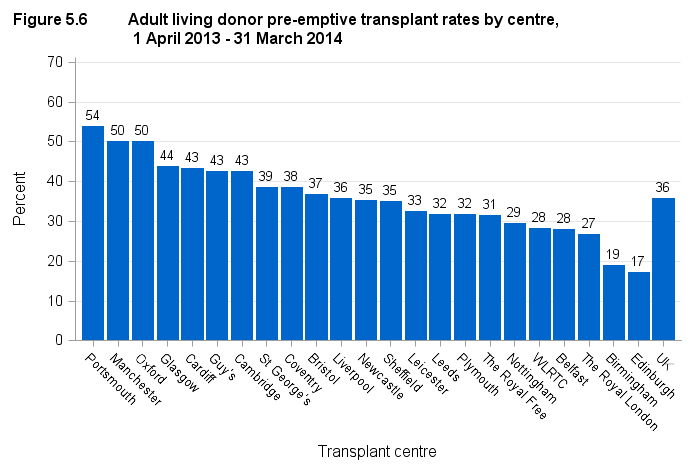 Figure 5.6 Adult living donor pre-emptive transplant rates by centre,
1 April 2013 - 31 March 2014
70
60
50
40
30
20
10
0
Percent
54
50
50
44
43
43
43
39
38
37
36
35
35
33
32
32
31
29
28
28
27
19
17
36
Portsmouth
Manchester
Oxford
Glasgow
Cardiff
Guy's
Cambridge
St George's
Coventry
Bristol
Liverpool
Newcastle
Sheffield
Leicester
Leeds
Plymouth
The Royal Free
Nottingham
WLRTC
Belfast
The Royal London
Birmingham
Edinburgh
UK
Transplant centre